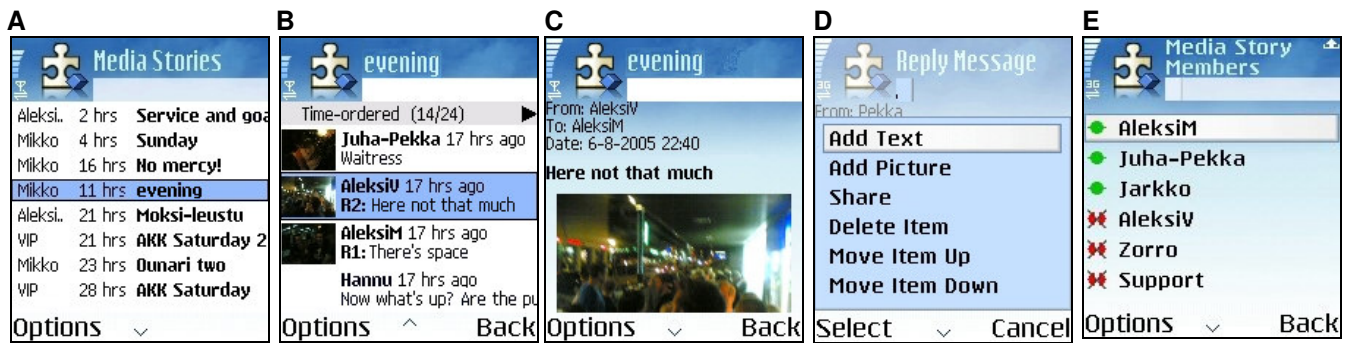 A
Media Stories
Aleksi.. 2 hrs Service and goa
Mikko 4 hrs Sunday
Mikko 16 hrs No mercy!
Mikko 11 hrs evening
Aleksi.. 21 hrs Moksi-leustu
VIP 21 hrs AKK Saturday 2
Mikko 23 hrs Ounari two
VIP 28 hrs AKK Saturday
Options
B
evening
Time-ordered (14/24)
Juha-Pekka 17 hrs ago
Waitress
AleksiV 17 hrs ago
R2: Here not that much
AleksiM 17 hrs ago
R1: There's space
Hannu 17 hrs ago
Now what's up? Are the pu
Options Back
C
evening
From: AleksiV
To: AleksiM
Date: 6-8-2005 22:40
Here not that much
Options Back
D
3G
Reply Message
From: Pekka
Add Text
Add Picture
Share
Delete Item
Move Item Up
Move Item Down
Select Cancel
E
3G
Media Story
Members
AleksiM
Juha-Pekka
Jarkko
AleksiV
Zorro
Support
Options Back